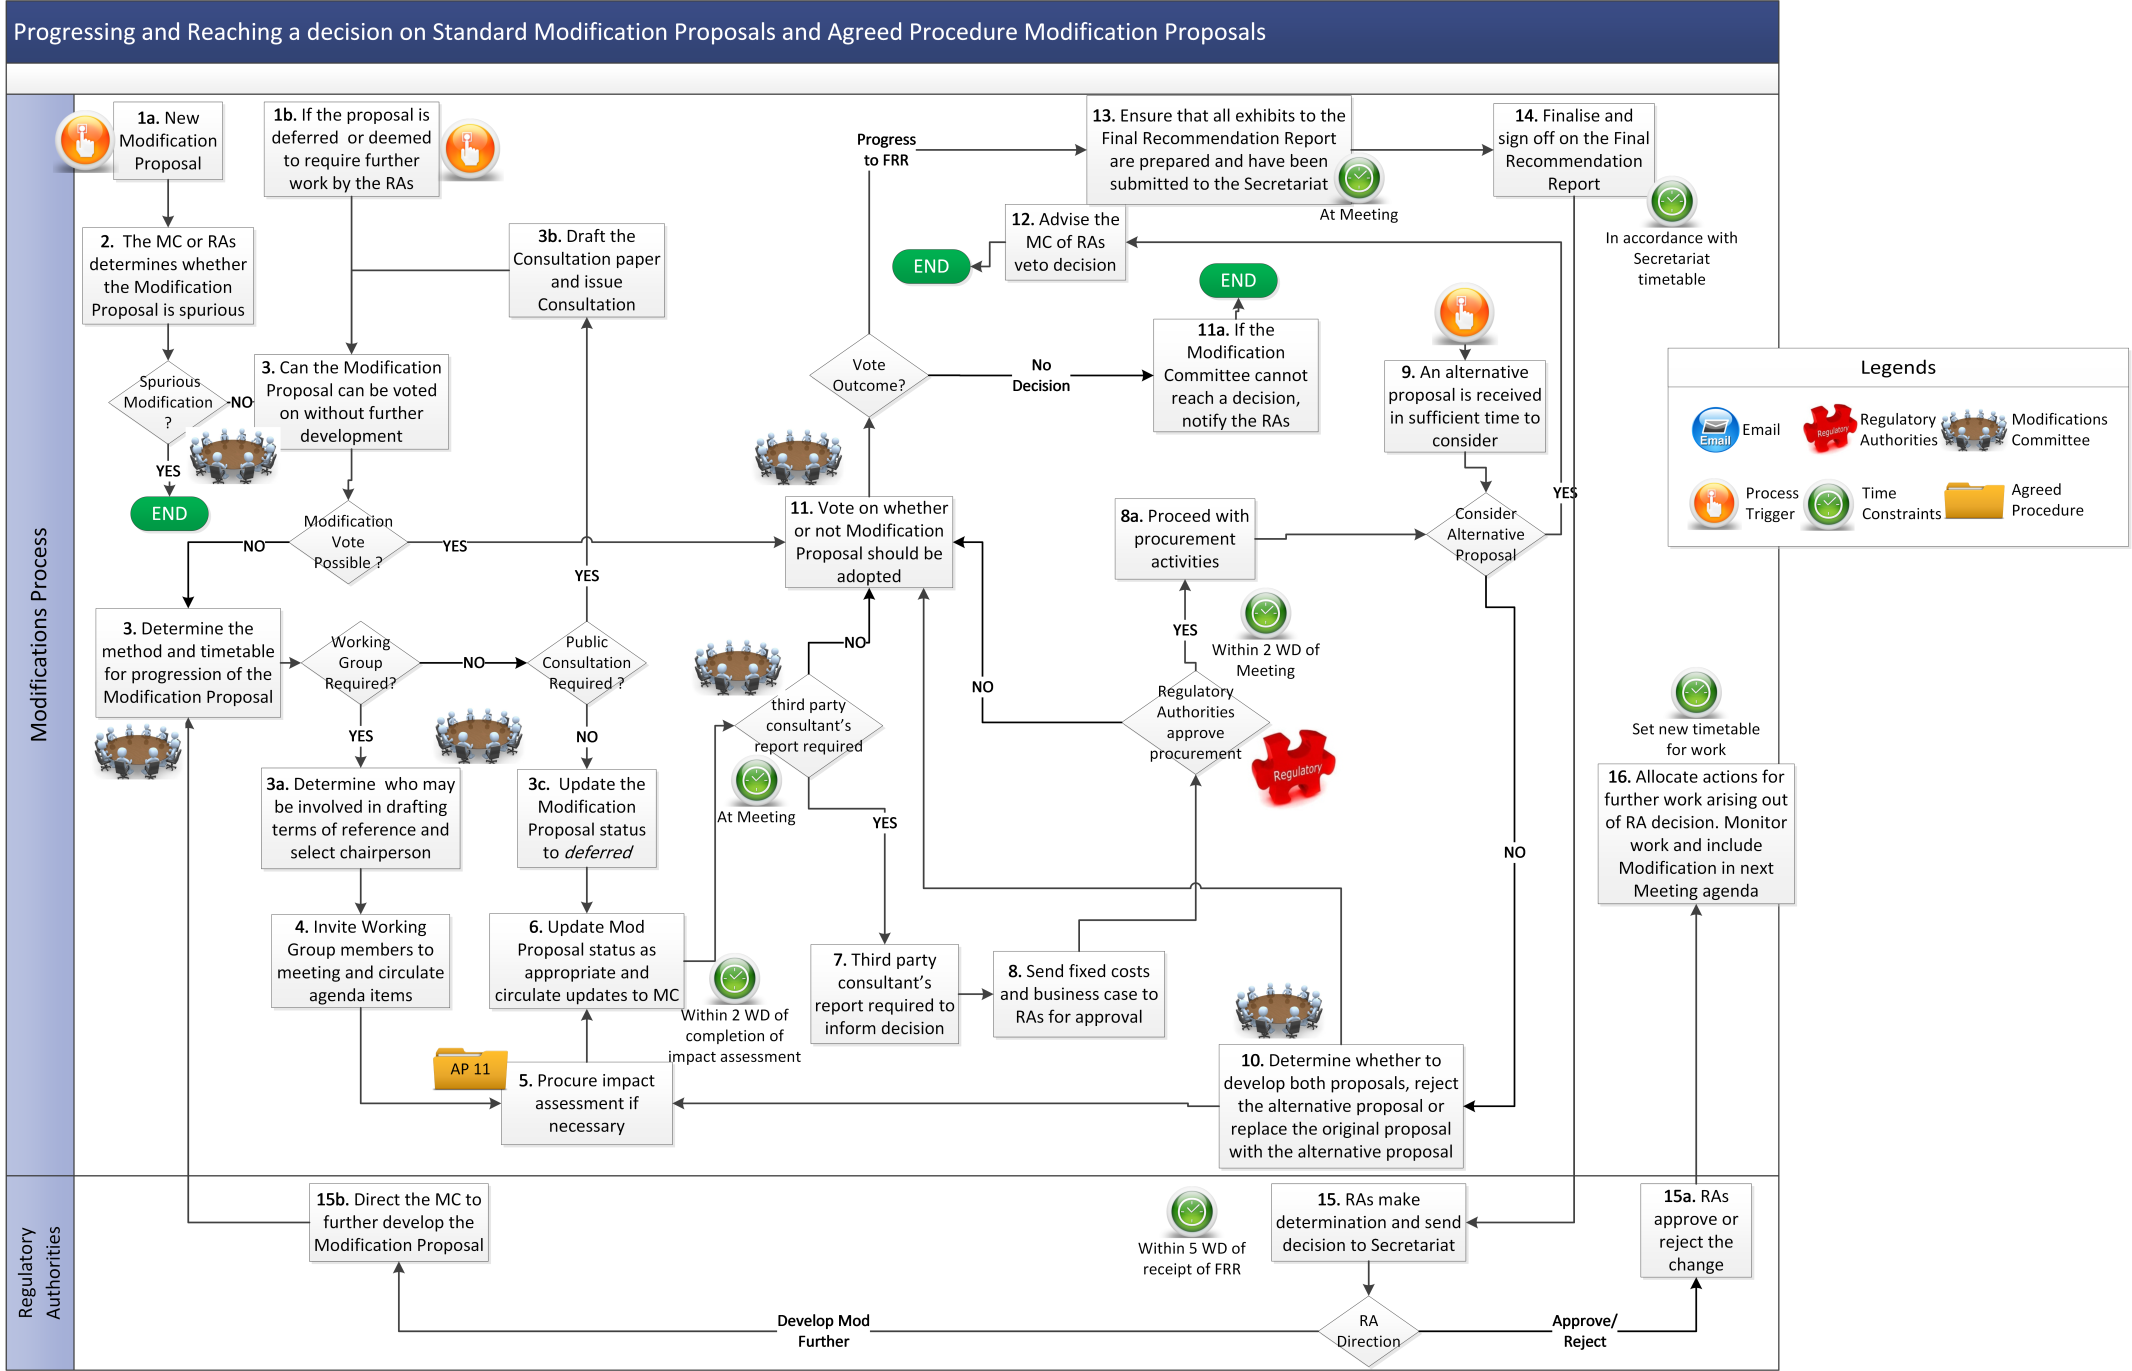 Progressing and Reaching a decision on Standard Modification Proposals and Agreed Procedure Modification Proposals
Modifications Process
Regulatory
Authorities
1a. New
Modification
Proposal
1b. If the proposal is
deferred or deemed
to require further
work by the RAs
2. The MC or RAs
determines whether
the Modification
Proposal is spurious
3b. Draft the
Consultation paper
and issue
Consultation
Spurious
Modification
?
NO
YES
END
3. Can the Modification
Proposal can be voted
on without further
development
Modification
Vote
Possible ?
NO
YES
3. Determine the
method and timetable
for progression of the
Modification Proposal
Working
Group
Required?
NO
YES
Public
Consultation
Required ?
YES
NO
3a. Determine who may
be involved in drafting
terms of reference and
select chairperson
3c. Update the
Modification
Proposal status
to deferred
4. Invite Working
Group members to
meeting and circulate
agenda items
6. Update Mod
Proposal status as
appropriate and
circulate updates to MC
Within 2 WD of
completion of
impact assessment
AP 11
5. Procure impact
assessment if
necessary
third party
consultant's
report required
At Meeting
NO
YES
7. Third party
consultant's
report required to
inform decision
8. Send fixed costs
and business case to
RAs for approval
Regulatory
Authorities
approve
procurement
Regulatory
NO
YES
Within 2 WD of
Meeting
8a. Proceed with
procurement
activities
9. An alternative
proposal is received
in sufficient time to
consider
Consider
Alternative
Proposal
YES
NO
10. Determine whether to
develop both proposals, reject
the alternative proposal or
replace the original proposal
with the alternative proposal
11. Vote on whether
or not Modification
Proposal should be
adopted
Vote
Outcome?
Progress
to FRR
No
Decision
11a. If the
Modification
Committee cannot
reach a decision,
notify the RAs
END
12. Advise the
MC of RAs
veto decision
END
13. Ensure that all exhibits to the
Final Recommendation Report
are prepared and have been
submitted to the Secretariat
At Meeting
14. Finalise and
sign off on the Final
Recommendation
Report
In accordance with
Secretariat
timetable
Legends
Email
Email
Regulatory
Regulatory
Authorities
Modifications
Committee
Process
Trigger
Time
Constraints
Agreed
Procedure
Set new timetable
for work
16. Allocate actions for
further work arising out
of RA decision. Monitor
work and include
Modification in next
Meeting agenda
15b. Direct the MC to
further develop the
Modification Proposal
Within 5 WD of
receipt of FRR
15. RAs make
determination and send
decision to Secretariat
15a. RAs
approve or
reject the
change
RA
Direction
Develop Mod
Further
Approve/
Reject